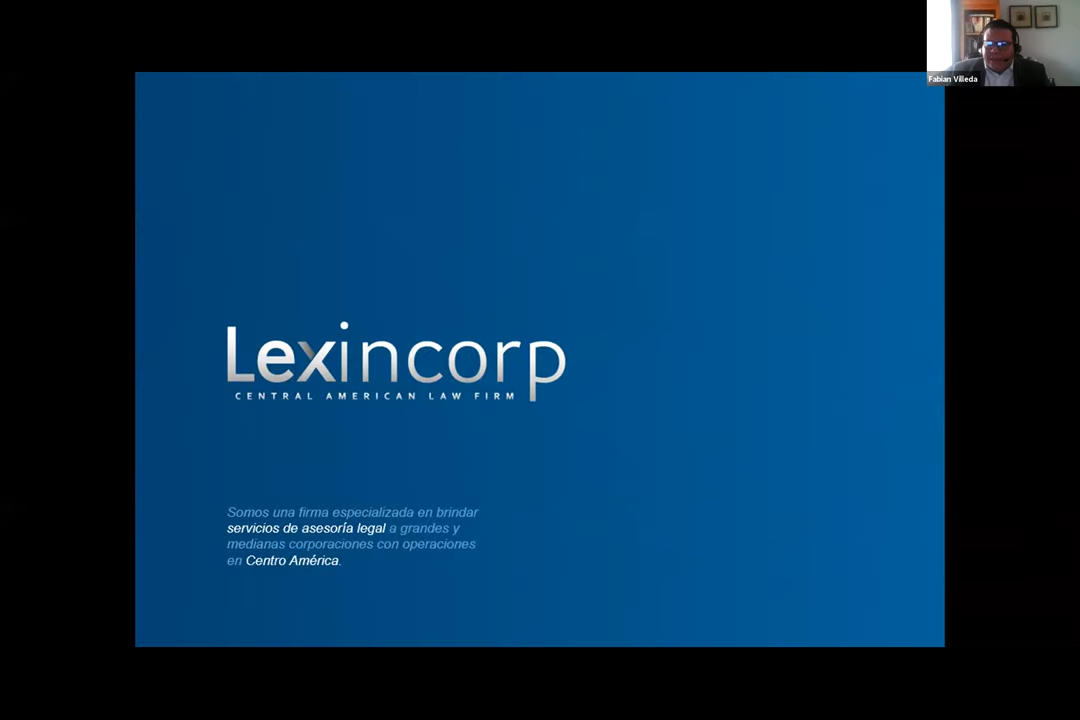 Fabian Villeda
Lexincorp
CENTRAL AMERICAN LAW FIRM
Somos una firma especializada en brindar
servicios de asesoría legal a grandes y
medianas corporaciones con operaciones
en Centro América.